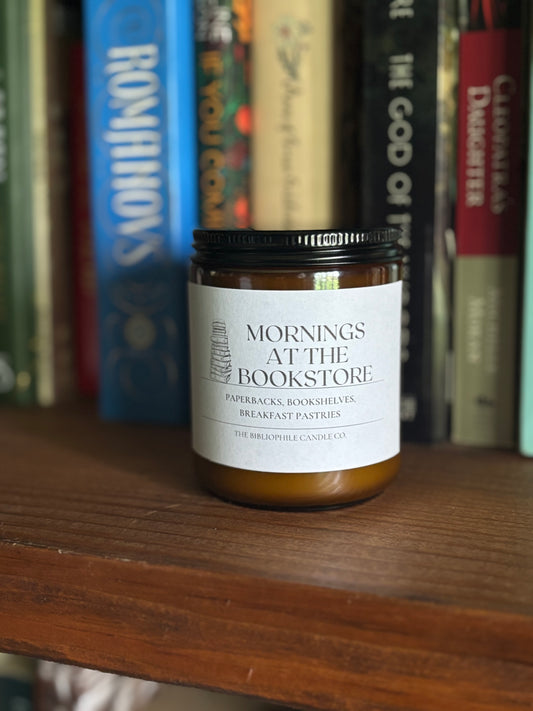 ROMANOVS
IF YOU COM
THE GOD OF
CLEOPATRA'S
DAUGHTER
MORNINGS
AT THE
BOOKSTORE
PAPERBACKS, BOOKSHELVES,
BREAKFAST PASTRIES
THE BIBLIOPHILE CANDLE CO.